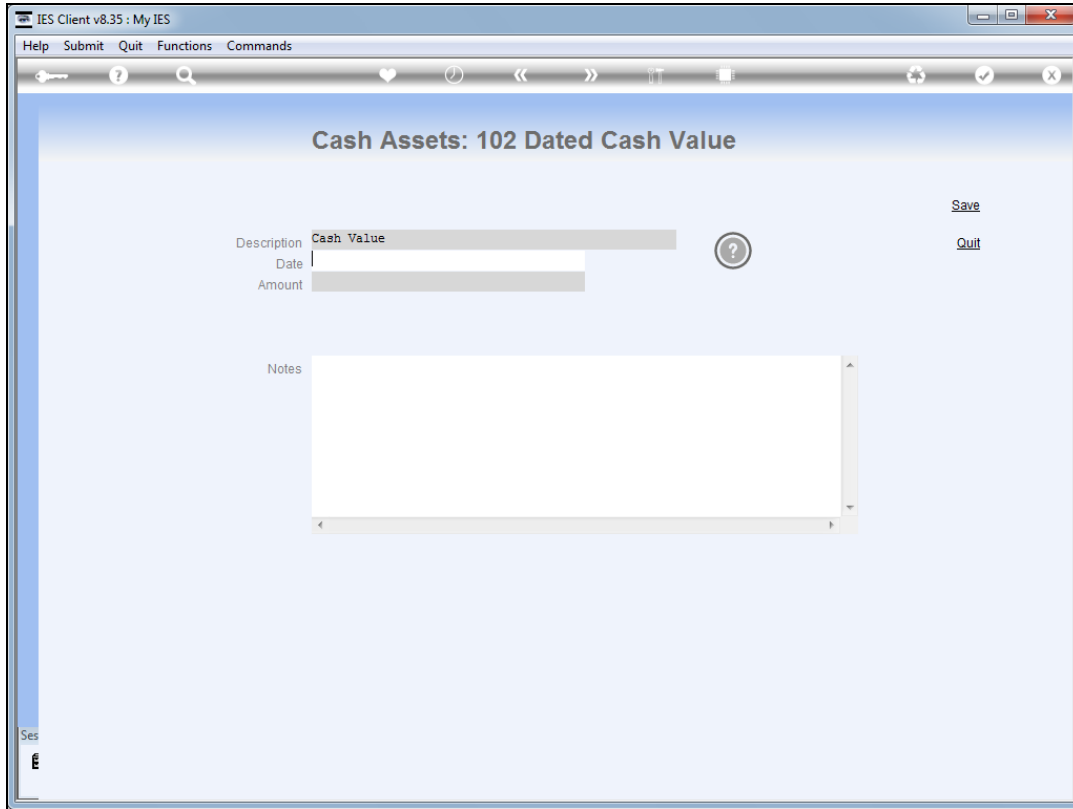 IES Client v8.35 : My IES
Help Submit Quit Functions Commands
Cash Assets: 102 Dated Cash Value
Save
Description Cash Value
Quit
Date
Amount
Notes
Ses